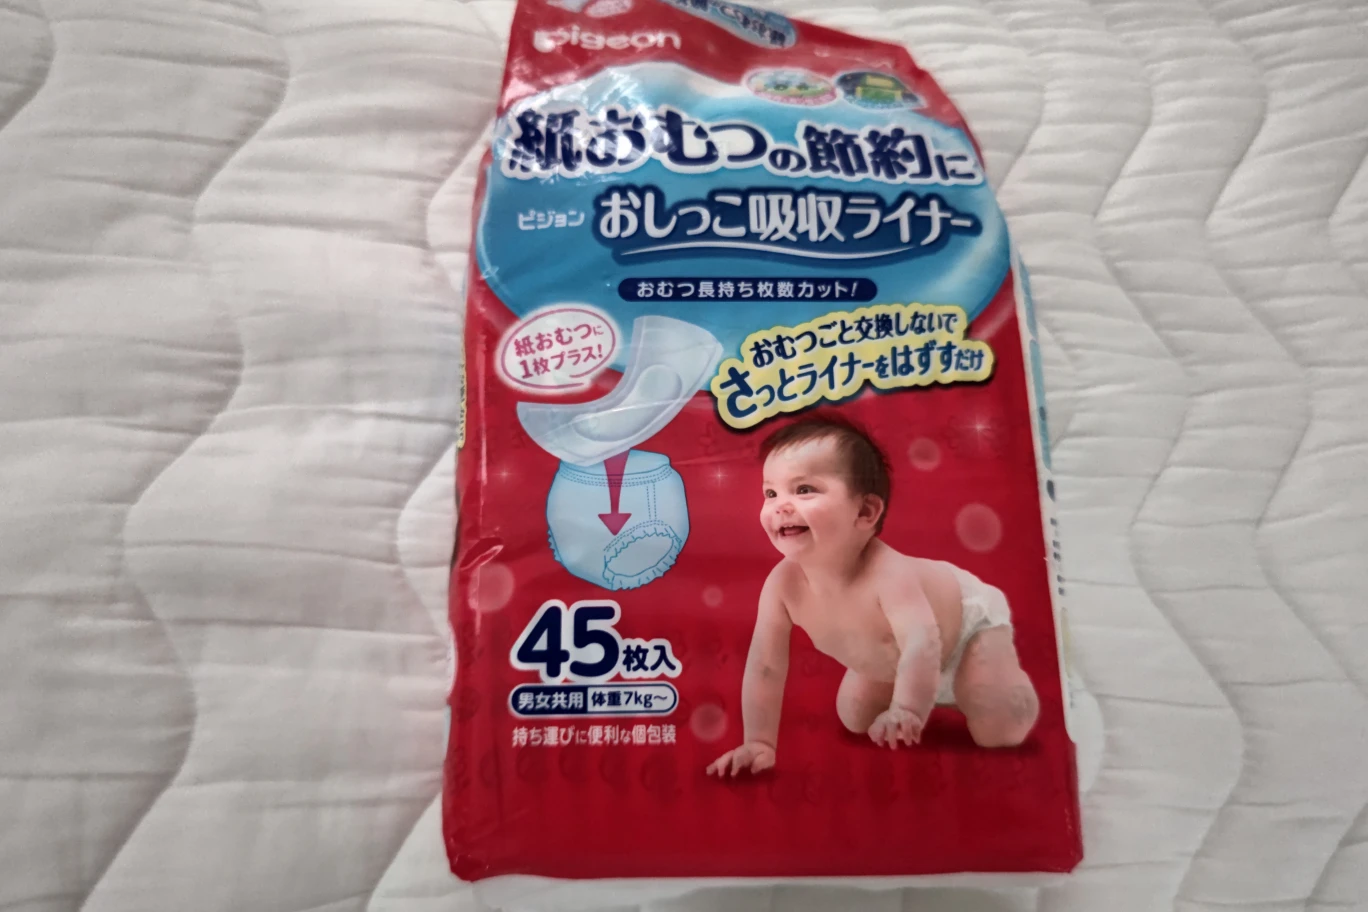 Pigeon
紙おむつの節約に
ピジョン おしっこ吸収ライナー
おむつ長持ち枚数カット!
紙おむつに
1枚プラス!
おむつごと交換しないで
さっとライナーをはずすだけ
45枚入
男女共用 体重7kg〜
持ち運びに便利な個包装